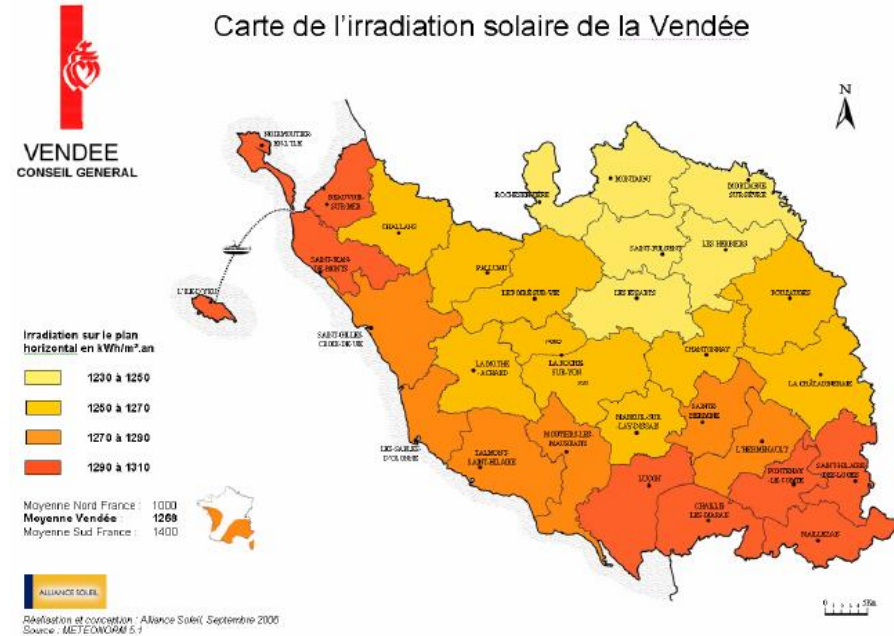 Carte de l'irradiation solaire de la Vendée
VENDEE
CONSEIL GENERAL
N
NOIRMOUTIER-
EN-L'ILE
BEAUVOIR-
SUR-MER
CHALLANS
SAINT-JEAN-
DE-MONTS
L'ILE-D'YEU
SAINT-GILLES-
CROIX-DE-VIE
PALLUAU
LE POIRÉ-SUR-VIE
ROCHESERVIÈRE
MONTAIGU
MORTAGNE-
SUR-SÈVRE
SAINT-FULGENT
LES HERBIERS
LES ESSARTS
POUZAUGES
CHANTONNAY
LA CHÂTAIGNERAIE
NORD
LA ROCHE-
SUR-YON
SUD
LA MOTHE
-ACHARD
MAREUIL-SUR-
LAY-DISSAIS
SAINTE-
HERMINE
L'HERMENAULT
MOUTIERS-LES-
MAUXFAITS
TALMONT-
SAINT-HILAIRE
LES-SABLES-
D'OLONNE
LUÇON
CHAILLE-
LES-MARAIS
FONTENAY-
LE-COMTE
SAINT-HILAIRE-
DES-LOGES
MAILLEZAIS
Irradiation sur le plan
horizontal en kWh/m².an
1230 à 1250
1250 à 1270
1270 à 1290
1290 à 1310
Moyenne Nord France : 1000
Moyenne Vendée : 1268
Moyenne Sud France : 1400
ALLIANCE SOLEIL
Réalisation et conception : Alliance Soleil, Septembre 2006
Source : METEONORM 5.1